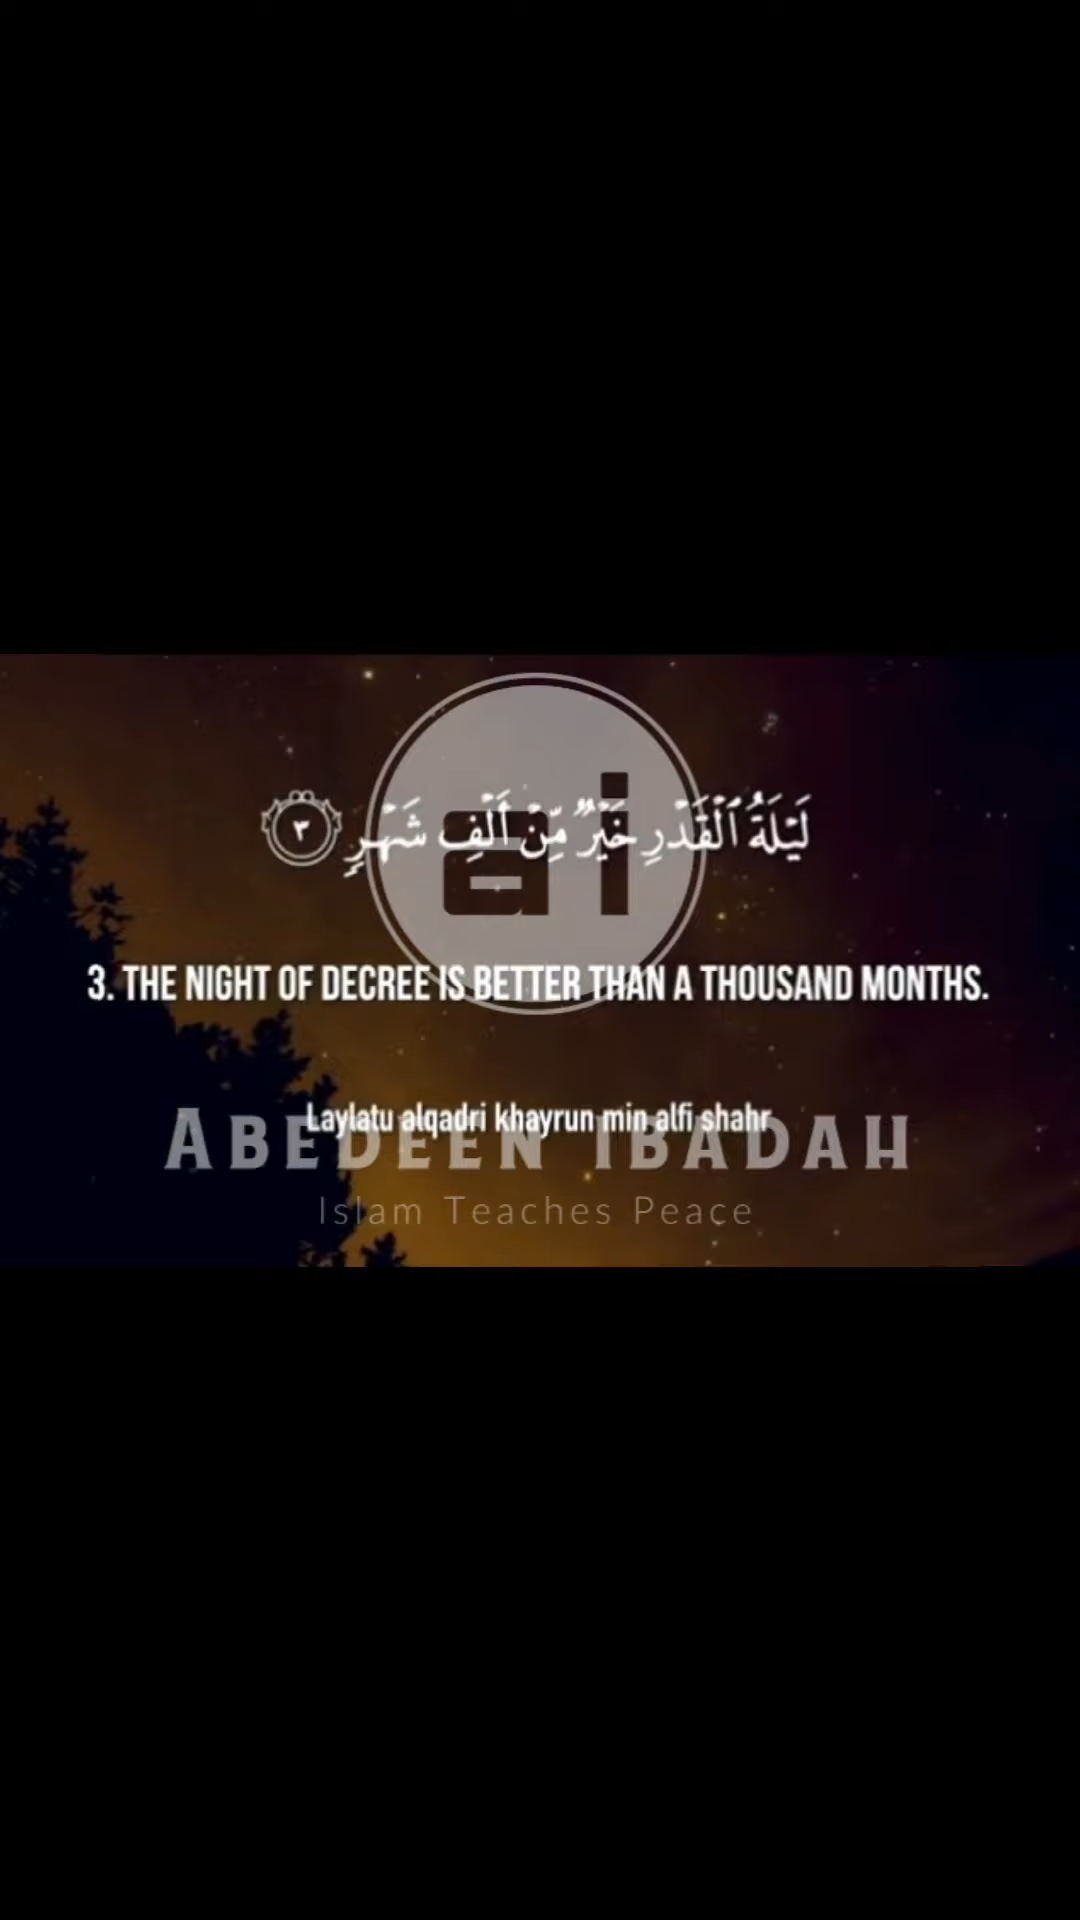 ai
لَيْلَةُ ٱلْقَدْرِ خَيْرٌ مِّنْ أَلْفِ شَهْرٍ ٣
3. THE NIGHT OF DECREE IS BETTER THAN A THOUSAND MONTHS.
Laylatu alqadri khayrun min alfi shahr
ABEDEEN IBADAH
Islam Teaches Peace